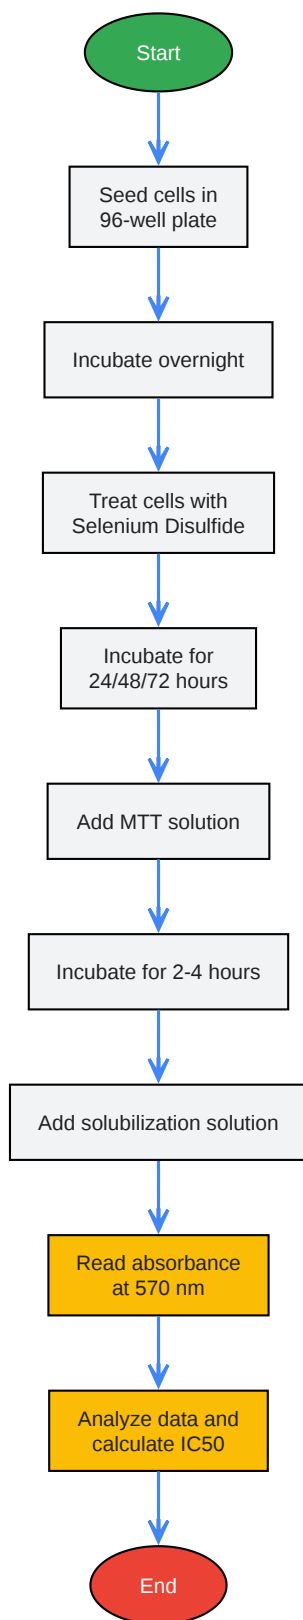 Start
Seed cells in
96-well plate
Incubate overnight
Treat cells with
Selenium Disulfide
Incubate for
24/48/72 hours
Add MTT solution
Incubate for 2-4 hours
Add solubilization solution
Read absorbance
at 570 nm
Analyze data and
calculate IC50
End